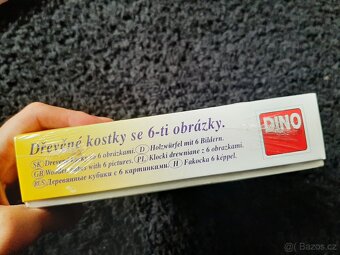 Dřevěné kostky se 6-ti obrázky.
SK Drevené kocky so 6 obrázkami. D Holzwürfel mit 6 Bildern.
GB Wooden cubes with 6 pictures. PL Klocki drewniane z 6 obrazkami.
RUS Деревянные кубики с 6 картинками. H Fakocka 6 képpel.
DINO
Bazos.cz